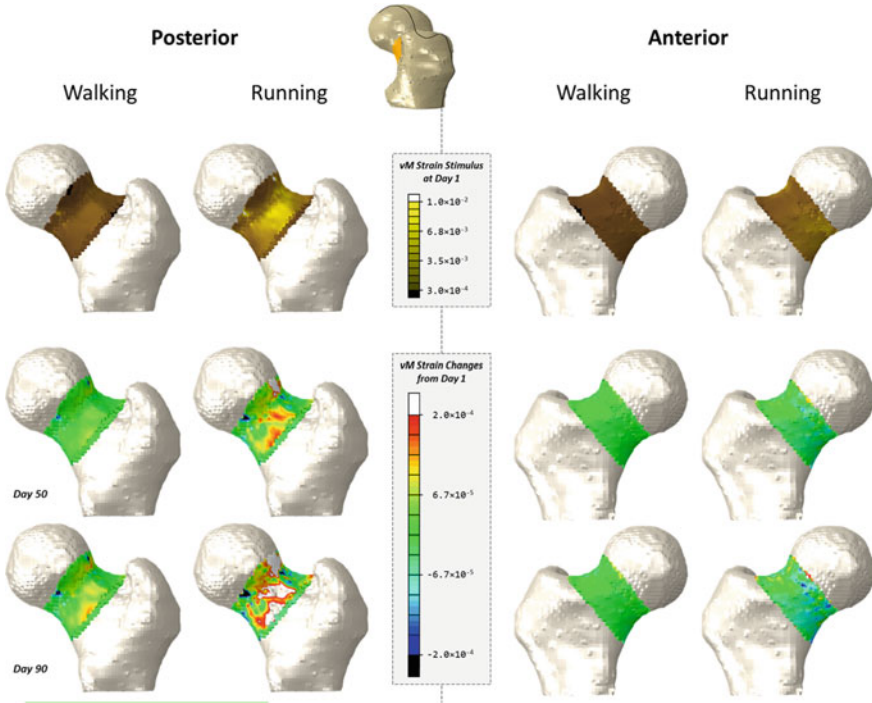 Posterior
Anterior
Walking
Running
Walking
Running
vM Strain Stimulus
at Day 1
1.0×10⁻²
6.8×10⁻³
3.5×10⁻³
3.0×10⁻⁴
vM Strain Changes
from Day 1
2.0×10⁻⁴
6.7×10⁻⁵
-6.7×10⁻⁵
-2.0×10⁻⁴
Day 50
Day 90